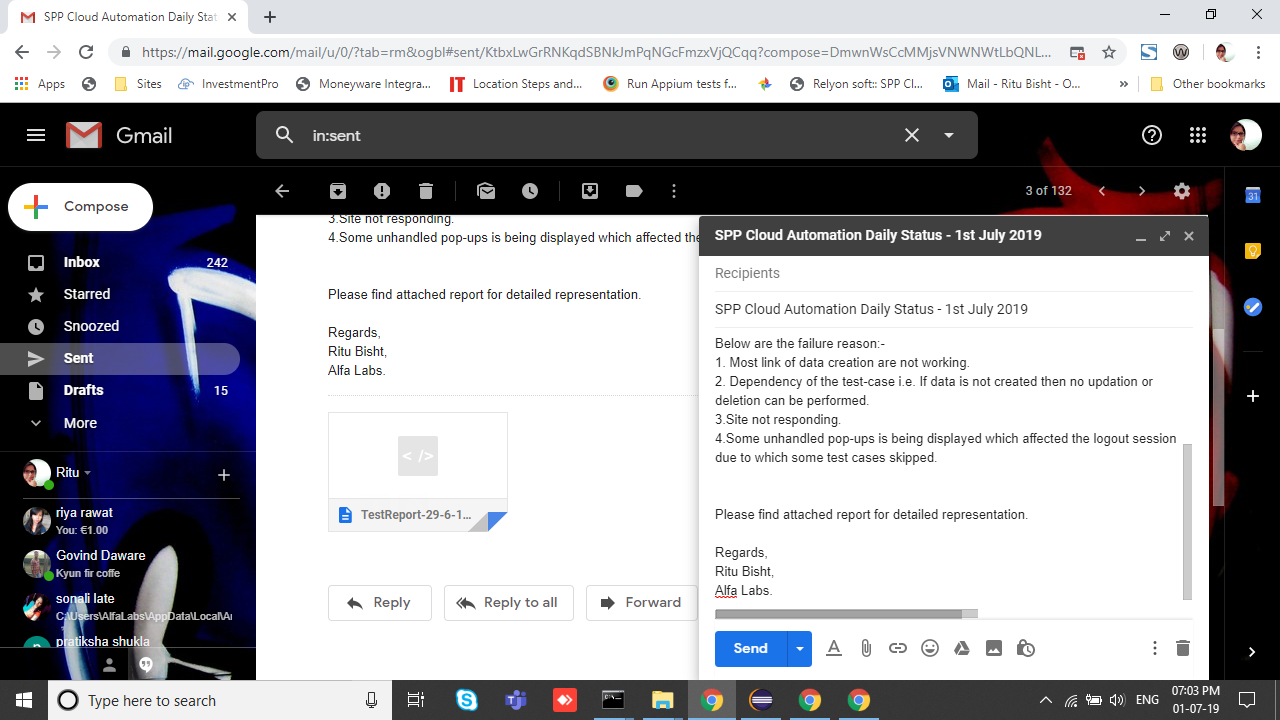 SPP Cloud Automation Daily Stat
https://mail.google.com/mail/u/0/?tab=rm&ogbl#sent/KtbxLwGrRNKqdSBNkJmPqNGcFmzxVjQCqq?compose=DmwnWsCcMMjsVNWNWtLbQNL...
Apps
Sites
InvestmentPro
Moneyware Integra...
Location Steps and...
Run Appium tests f...
Relyon soft:: SPP Cl...
Mail - Ritu Bisht - O...
»
Other bookmarks
Gmail
in:sent
Compose
3 of 132
Inbox 242
Starred
Snoozed
Sent
Drafts 15
More
Ritu
riya rawat
You: €1.00
Govind Daware
Kyun fir coffe
sonali late
C:\Users\AlfaLabs\AppData\Local\A
pratiksha shukla
3.Site not responding.
4.Some unhandled pop-ups is being displayed which affected the
Please find attached report for detailed representation.
Regards,
Ritu Bisht,
Alfa Labs.
< />
TestReport-29-6-1...
Reply
Reply to all
Forward
SPP Cloud Automation Daily Status - 1st July 2019
Recipients
SPP Cloud Automation Daily Status - 1st July 2019
Below are the failure reason:-
1. Most link of data creation are not working.
2. Dependency of the test-case i.e. If data is not created then no updation or
deletion can be performed.
3.Site not responding.
4.Some unhandled pop-ups is being displayed which affected the logout session
due to which some test cases skipped.
Please find attached report for detailed representation.
Regards,
Ritu Bisht,
Alfa Labs.
Send
31
Type here to search
ENG
07:03 PM
01-07-19